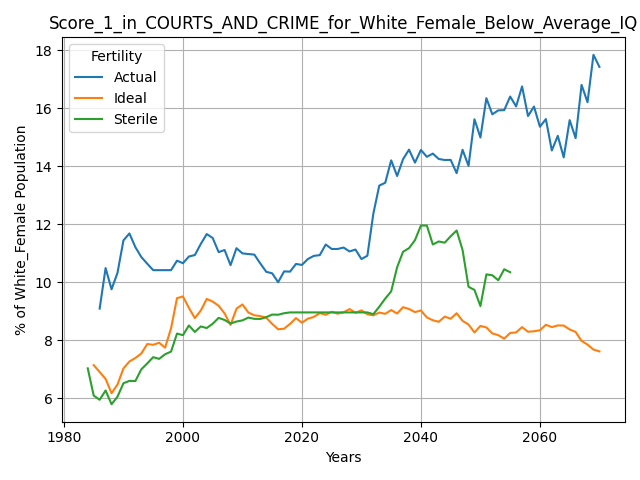 Score_1_in_COURTS_AND_CRIME_for_White_Female_Below_Average_IQ
Fertility
Actual
Ideal
Sterile
% of White_Female Population
18
16
14
12
10
8
6
1980
2000
2020
2040
2060
Years